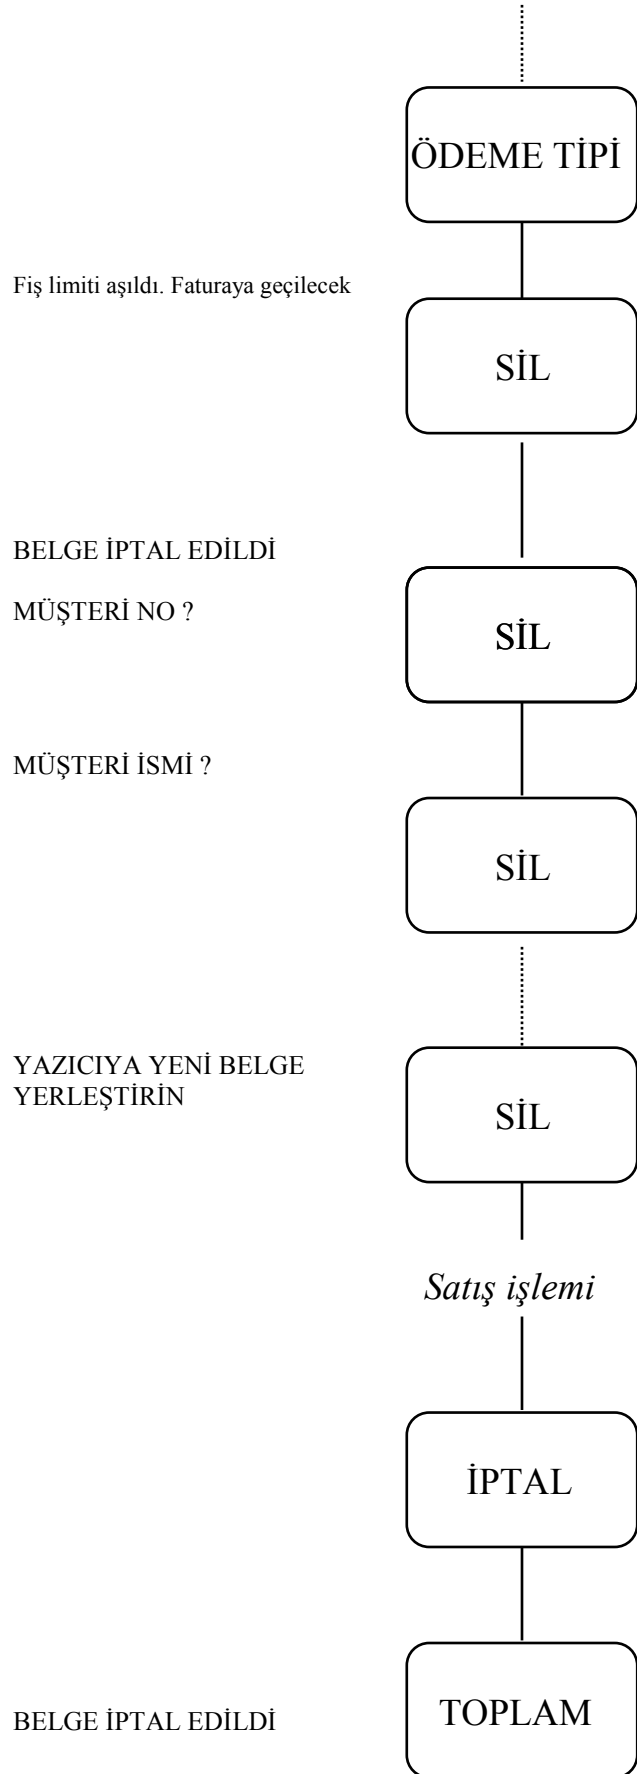 ÖDEME TİPİ
Fiş limiti aşıldı. Faturaya geçilecek
SİL
BELGE İPTAL EDİLDİ
MÜŞTERİ NO ?
SİL
MÜŞTERİ İSMİ ?
SİL
YAZICIYA YENİ BELGE
YERLEŞTİRİN
SİL
Satış işlemi
İPTAL
TOPLAM
BELGE İPTAL EDİLDİ